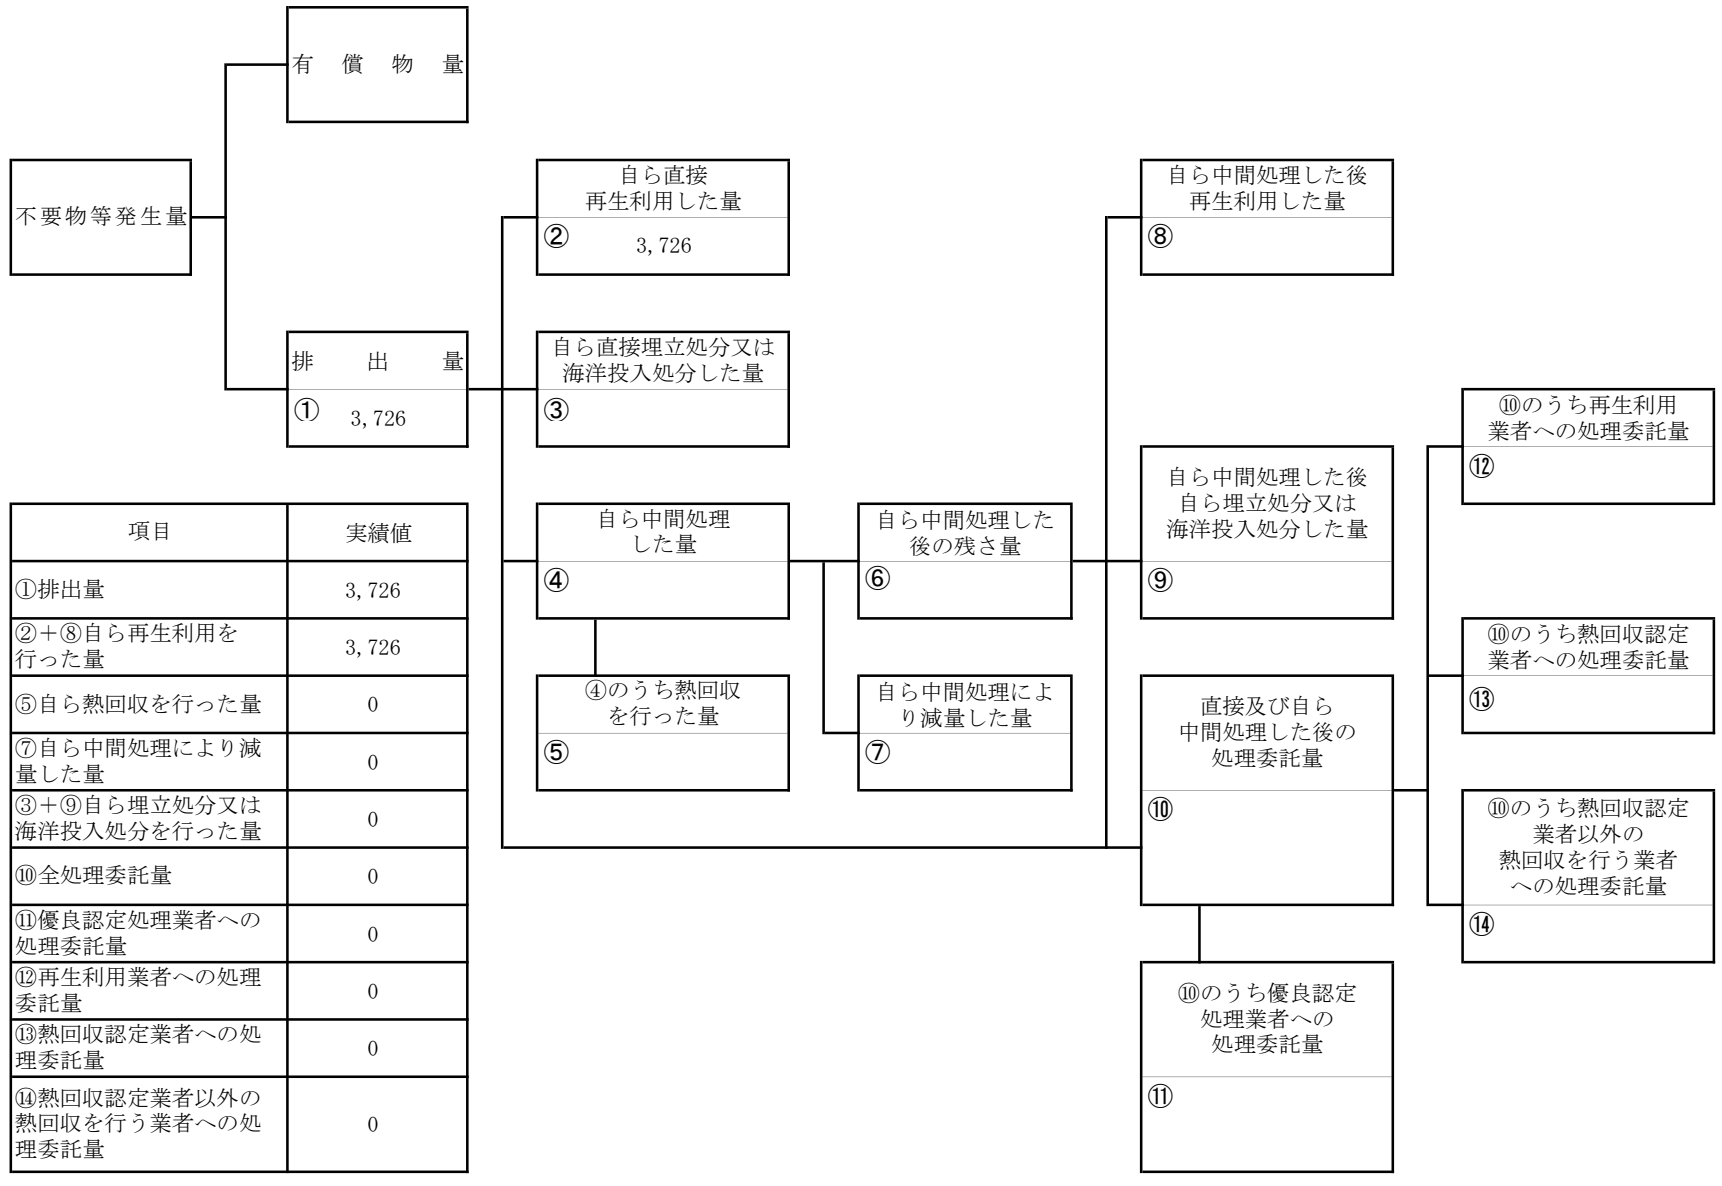 有償物量
不要物等発生量
排出量
① 3,726
自ら直接
再生利用した量
② 3,726
自ら直接埋立処分又は
海洋投入処分した量
③
自ら中間処理
した量
④
④のうち熱回収
を行った量
⑤
自ら中間処理した
後の残さ量
⑥
自ら中間処理によ
り減量した量
⑦
自ら中間処理した後
再生利用した量
⑧
自ら中間処理した後
自ら埋立処分又は
海洋投入処分した量
⑨
直接及び自ら
中間処理した後の
処理委託量
⑩
⑩のうち優良認定
処理業者への
処理委託量
⑪
⑩のうち再生利用
業者への処理委託量
⑫
⑩のうち熱回収認定
業者への処理委託量
⑬
⑩のうち熱回収認定
業者以外の
熱回収を行う業者
への処理委託量
⑭
項目 実績値
①排出量 3,726
②＋⑧自ら再生利用を
行った量 3,726
⑤自ら熱回収を行った量 0
⑦自ら中間処理により減
量した量 0
③＋⑨自ら埋立処分又は
海洋投入処分を行った量 0
⑩全処理委託量 0
⑪優良認定処理業者への
処理委託量 0
⑫再生利用業者への処理
委託量 0
⑬熱回収認定業者への処
理委託量 0
⑭熱回収認定業者以外の
熱回収を行う業者への処
理委託量 0